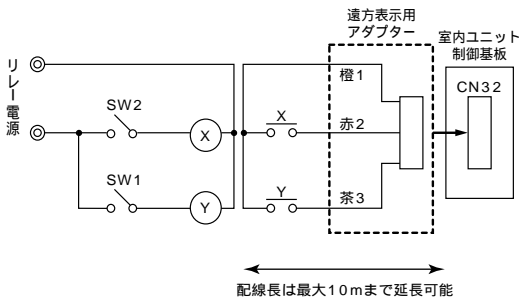 遠方表示用
アダプター
室内ユニット
制御基板
リレー電源
橙1
CN32
SW2
X
X
赤2
SW1
Y
Y
茶3
配線長は最大10mまで延長可能